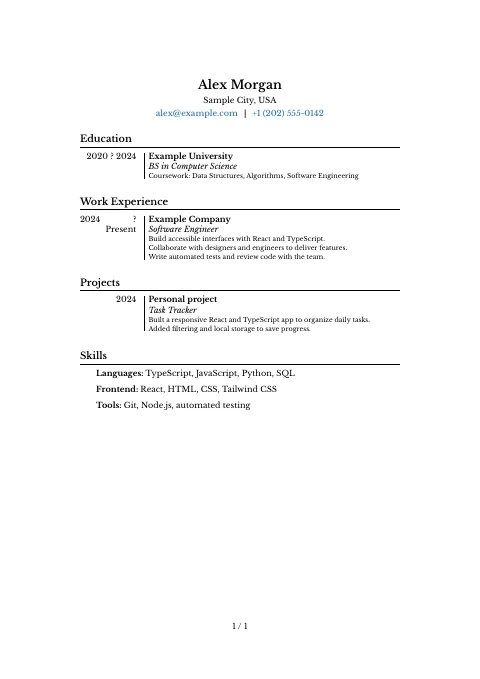 Alex Morgan
Sample City, USA
alex@example.com | +1 (202) 555-0142
Education
2020 ? 2024 Example University
BS in Computer Science
Coursework: Data Structures, Algorithms, Software Engineering
Work Experience
2024 ? Example Company
Present Software Engineer
Build accessible interfaces with React and TypeScript.
Collaborate with designers and engineers to deliver features.
Write automated tests and review code with the team.
Projects
2024 Personal project
Task Tracker
Built a responsive React and TypeScript app to organize daily tasks.
Added filtering and local storage to save progress.
Skills
Languages: TypeScript, JavaScript, Python, SQL
Frontend: React, HTML, CSS, Tailwind CSS
Tools: Git, Node.js, automated testing
1 / 1